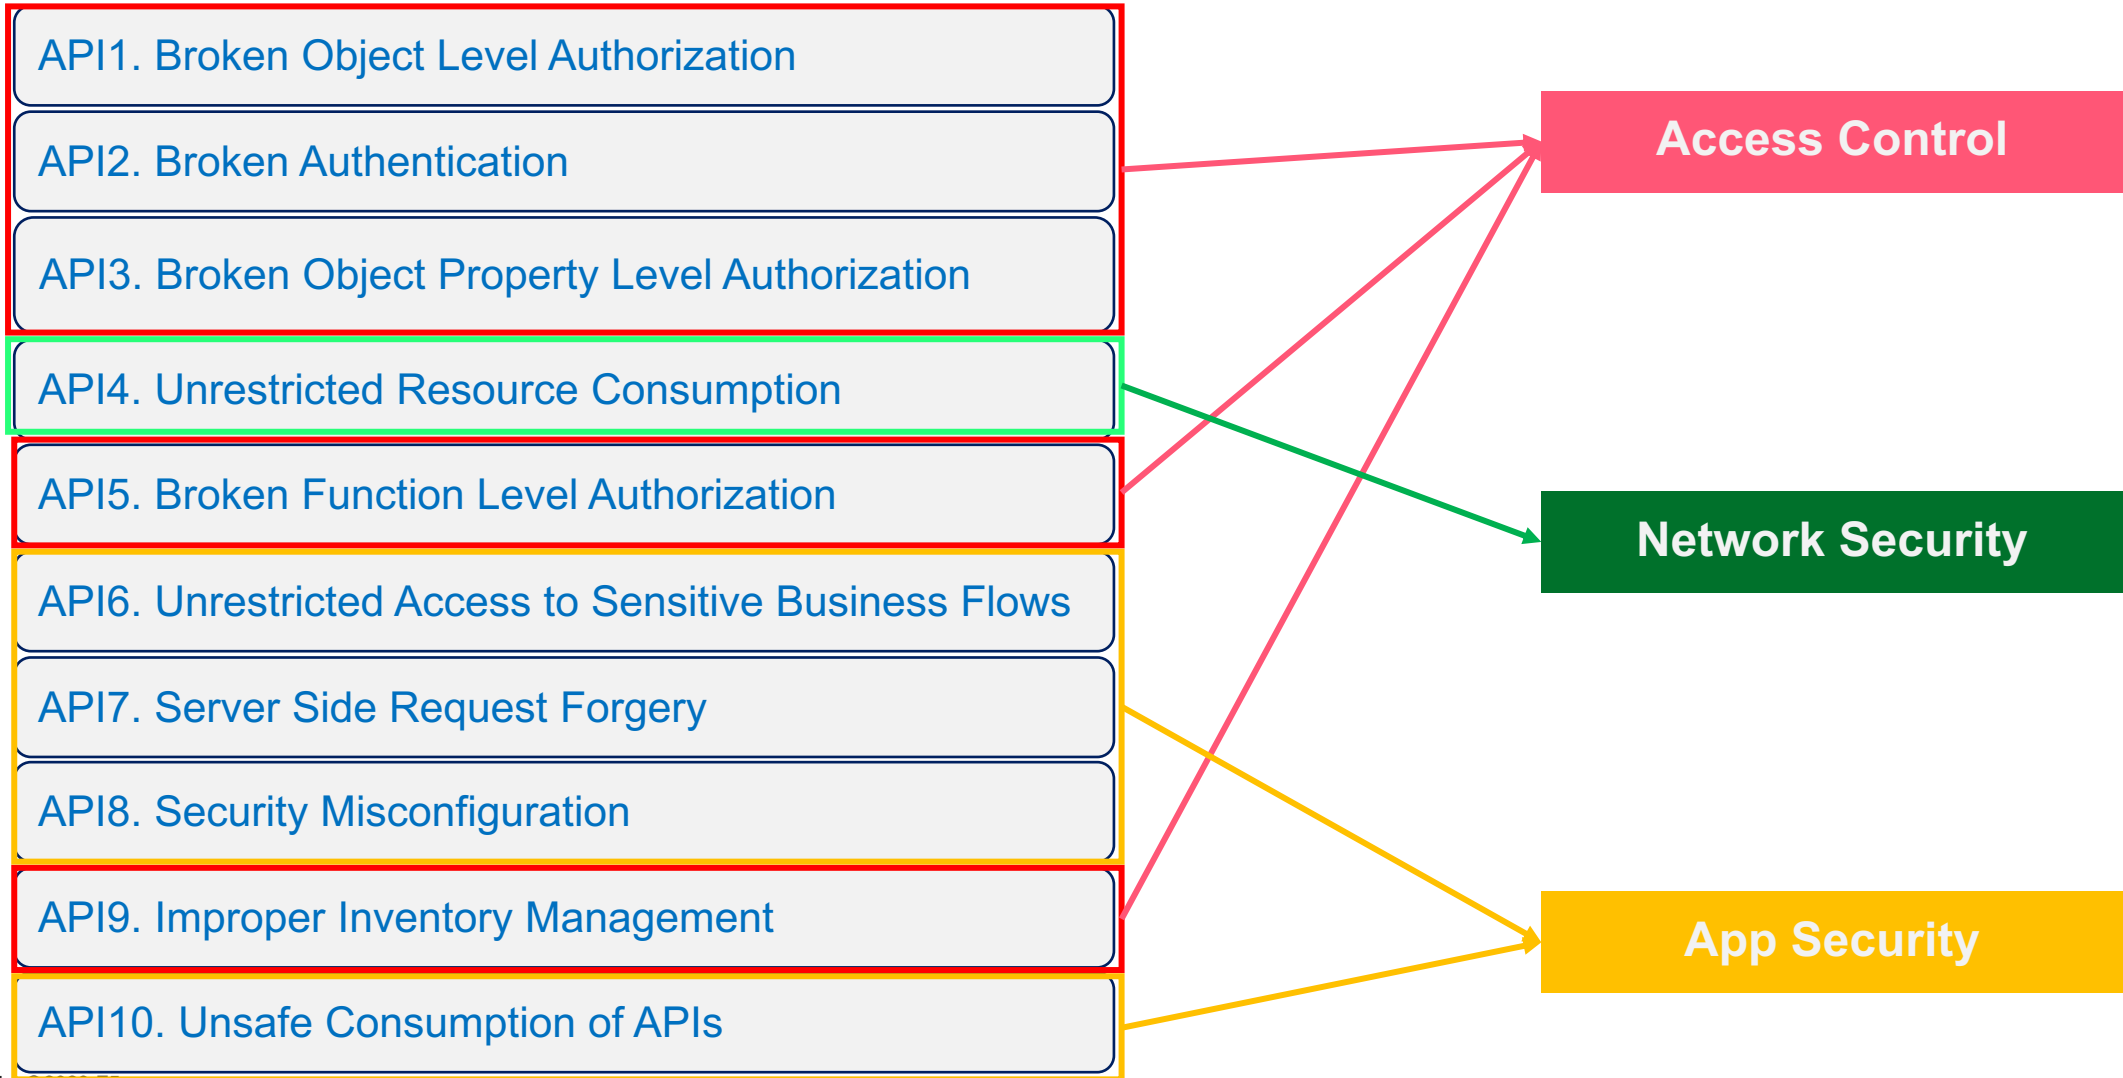 API1. Broken Object Level Authorization
API2. Broken Authentication
API3. Broken Object Property Level Authorization
API4. Unrestricted Resource Consumption
API5. Broken Function Level Authorization
API6. Unrestricted Access to Sensitive Business Flows
API7. Server Side Request Forgery
API8. Security Misconfiguration
API9. Improper Inventory Management
API10. Unsafe Consumption of APIs
Access Control
Network Security
App Security